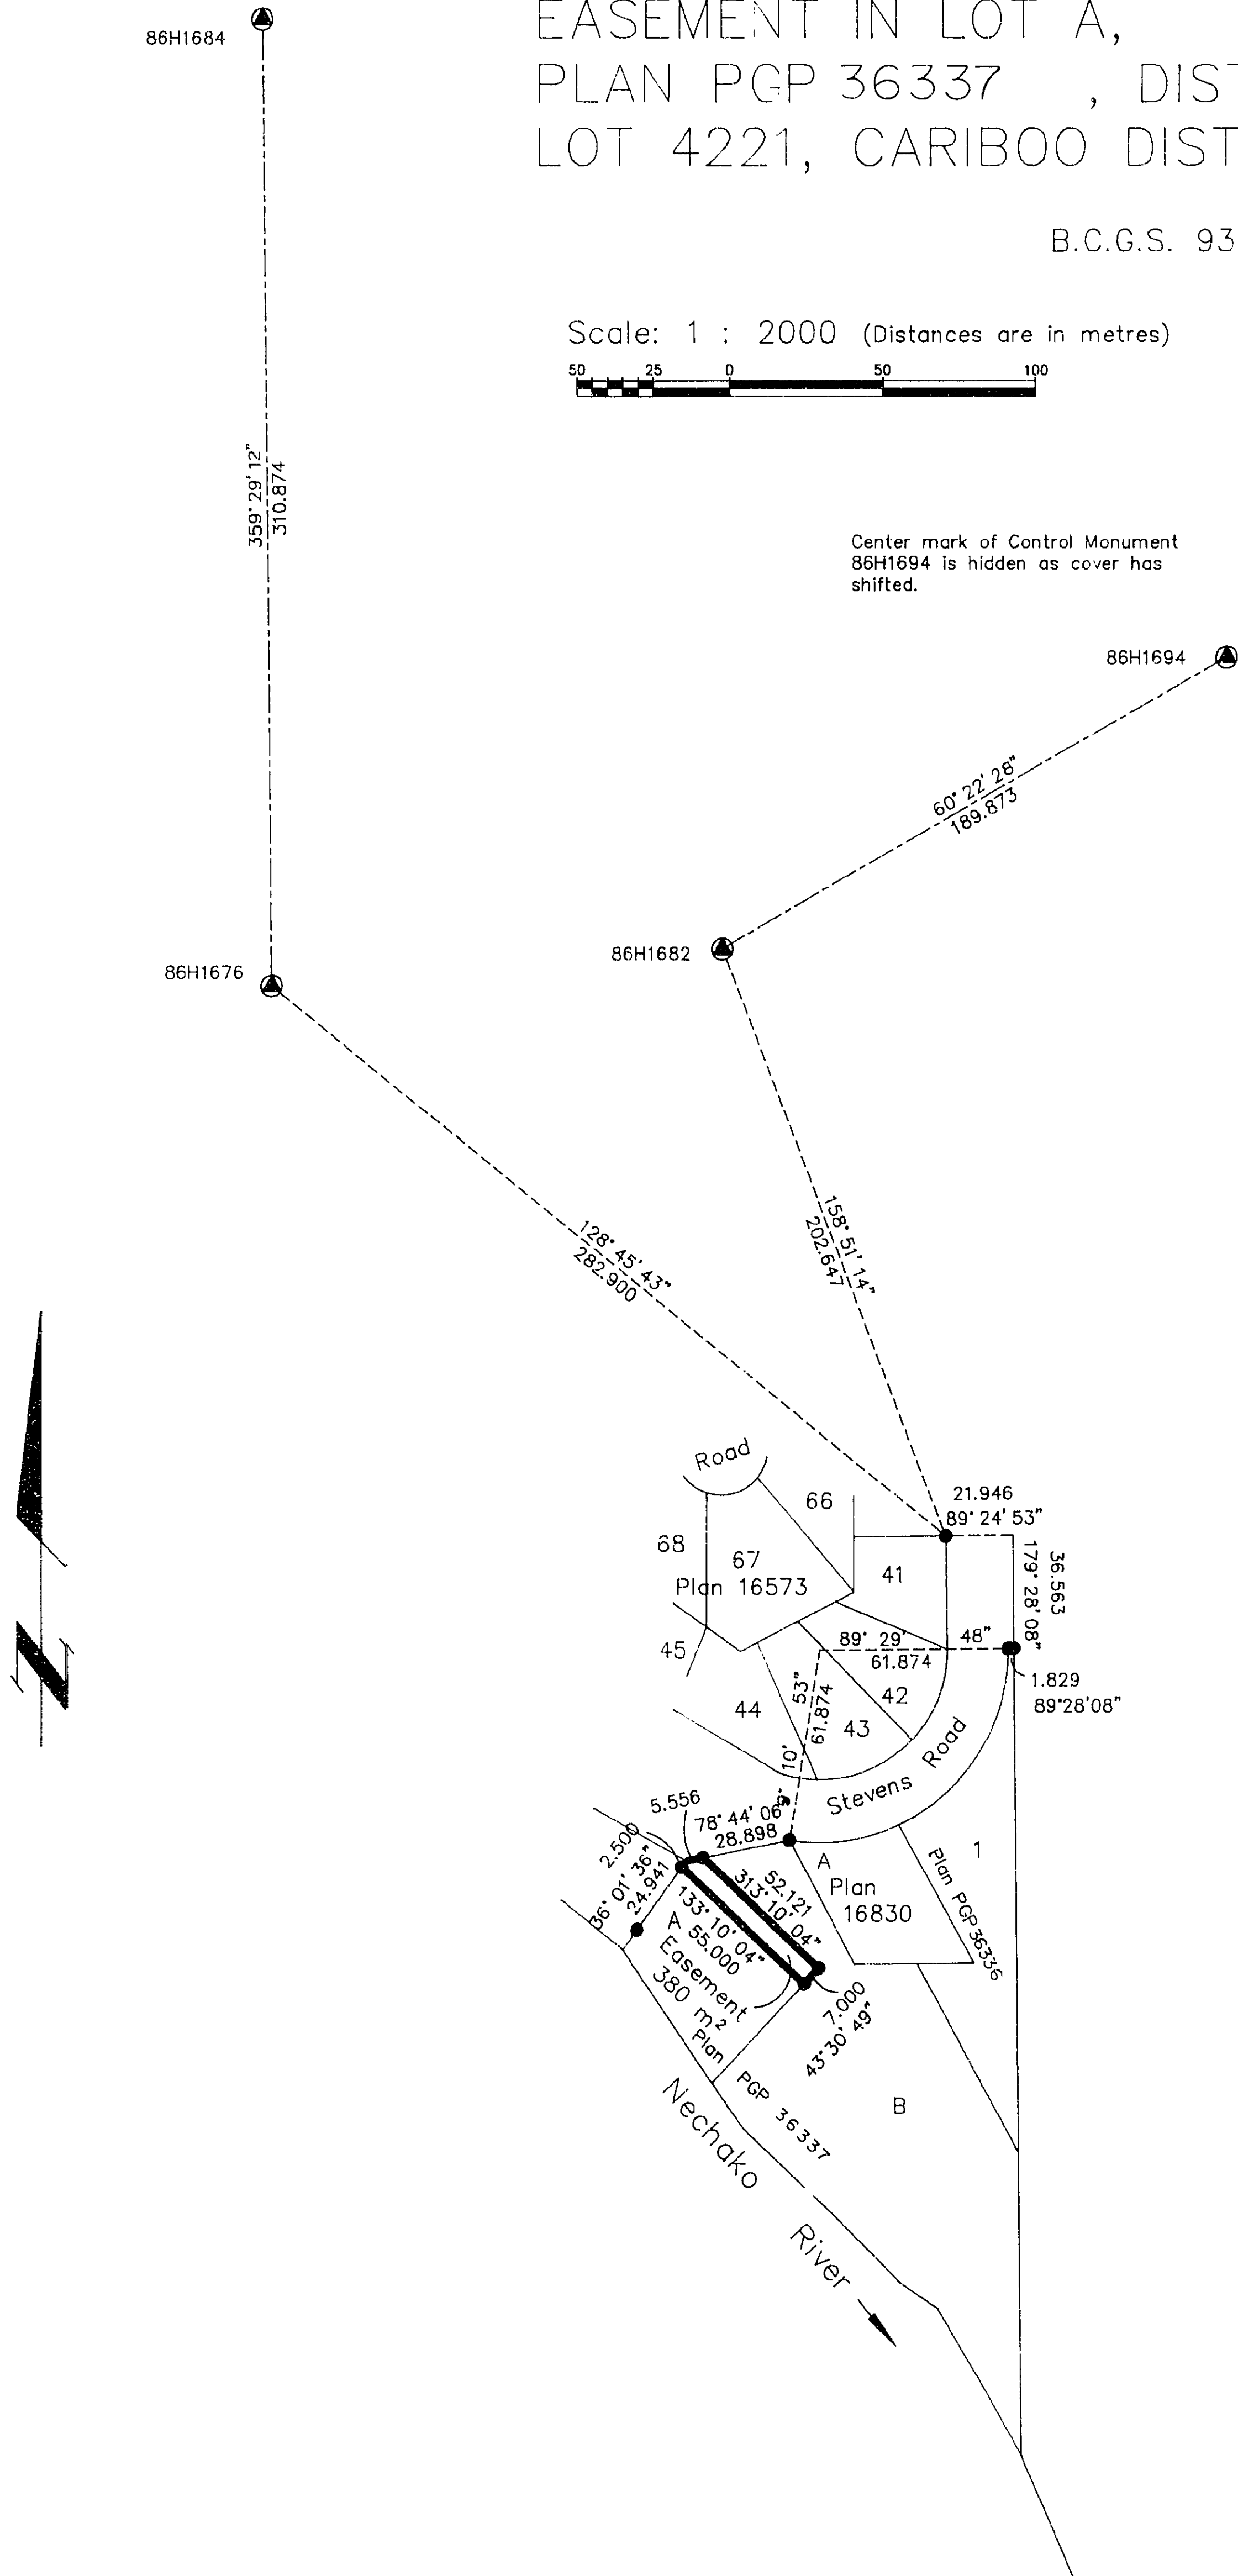 EASEMENT IN LOT A,
PLAN PGP 36337 , DIST
LOT 4221, CARIBOO DIST
B.C.G.S. 93
Scale: 1 : 2000 (Distances are in metres)
50 25 0 50 100
86H1684
359° 29' 12"
310.874
Center mark of Control Monument
86H1694 is hidden as cover has
shifted.
86H1694
60° 22' 28"
189.873
86H1682
86H1676
128° 45' 43"
282.900
158° 51' 14"
202.647
N
Road
66
68
67
Plan 16573
41
21.946
89° 24' 53"
36.563
179° 28' 08"
45
89° 29' 48"
61.874
1.829
89°28'08"
44
43
42
9° 10' 53"
61.874
Stevens Road
5.556
78° 44' 06"
28.898
2.500
36° 01' 36"
24.941
52.121
313° 10' 04"
133° 10' 04"
55.000
A
Easement
380 m²
A
Plan
16830
1
Plan PGP36336
7.000
43°30' 49"
Plan PGP 36337
B
Nechako River